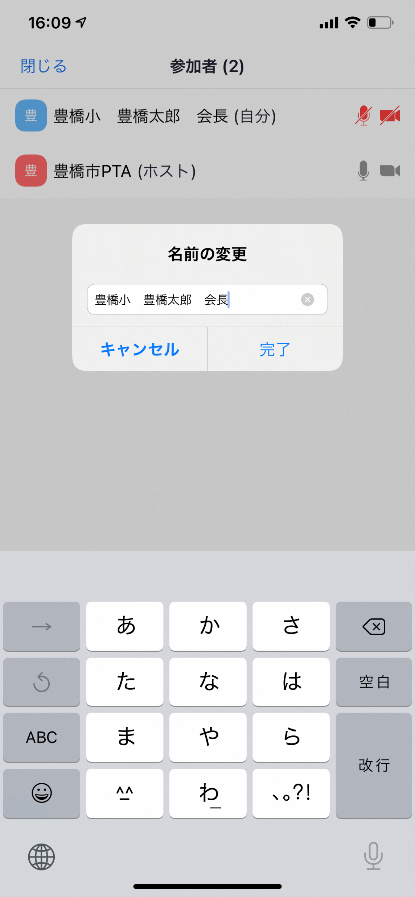 16:09
閉じる 参加者 (2)
豊 豊橋小　豊橋太郎　会長 (自分)
豊 豊橋市PTA (ホスト)
名前の変更
豊橋小　豊橋太郎　会長
キャンセル 完了
→ あ か さ
た な は 空白
ABC ま や ら 改行
^^ わ 、。?!